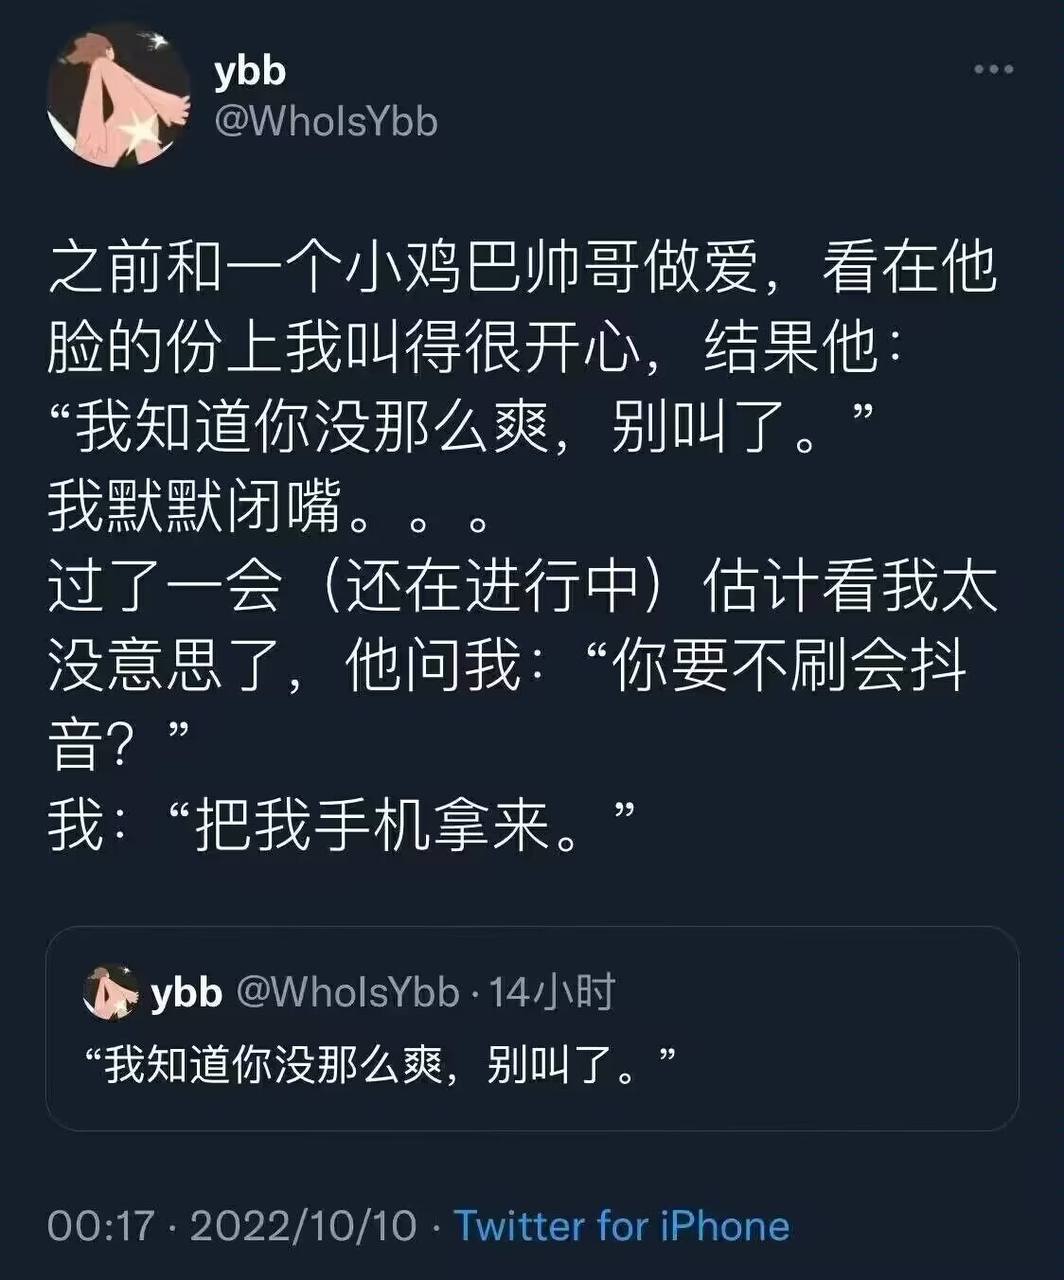 ybb
@WhoIsYbb
之前和一个小鸡巴帅哥做爱，看在他
脸的份上我叫得很开心，结果他：
“我知道你没那么爽，别叫了。”
我默默闭嘴。。。
过了一会（还在进行中）估计看我太
没意思了，他问我：“你要不刷会抖
音？”
我：“把我手机拿来。”
ybb @WhoIsYbb · 14小时
“我知道你没那么爽，别叫了。”
00:17 · 2022/10/10 · Twitter for iPhone